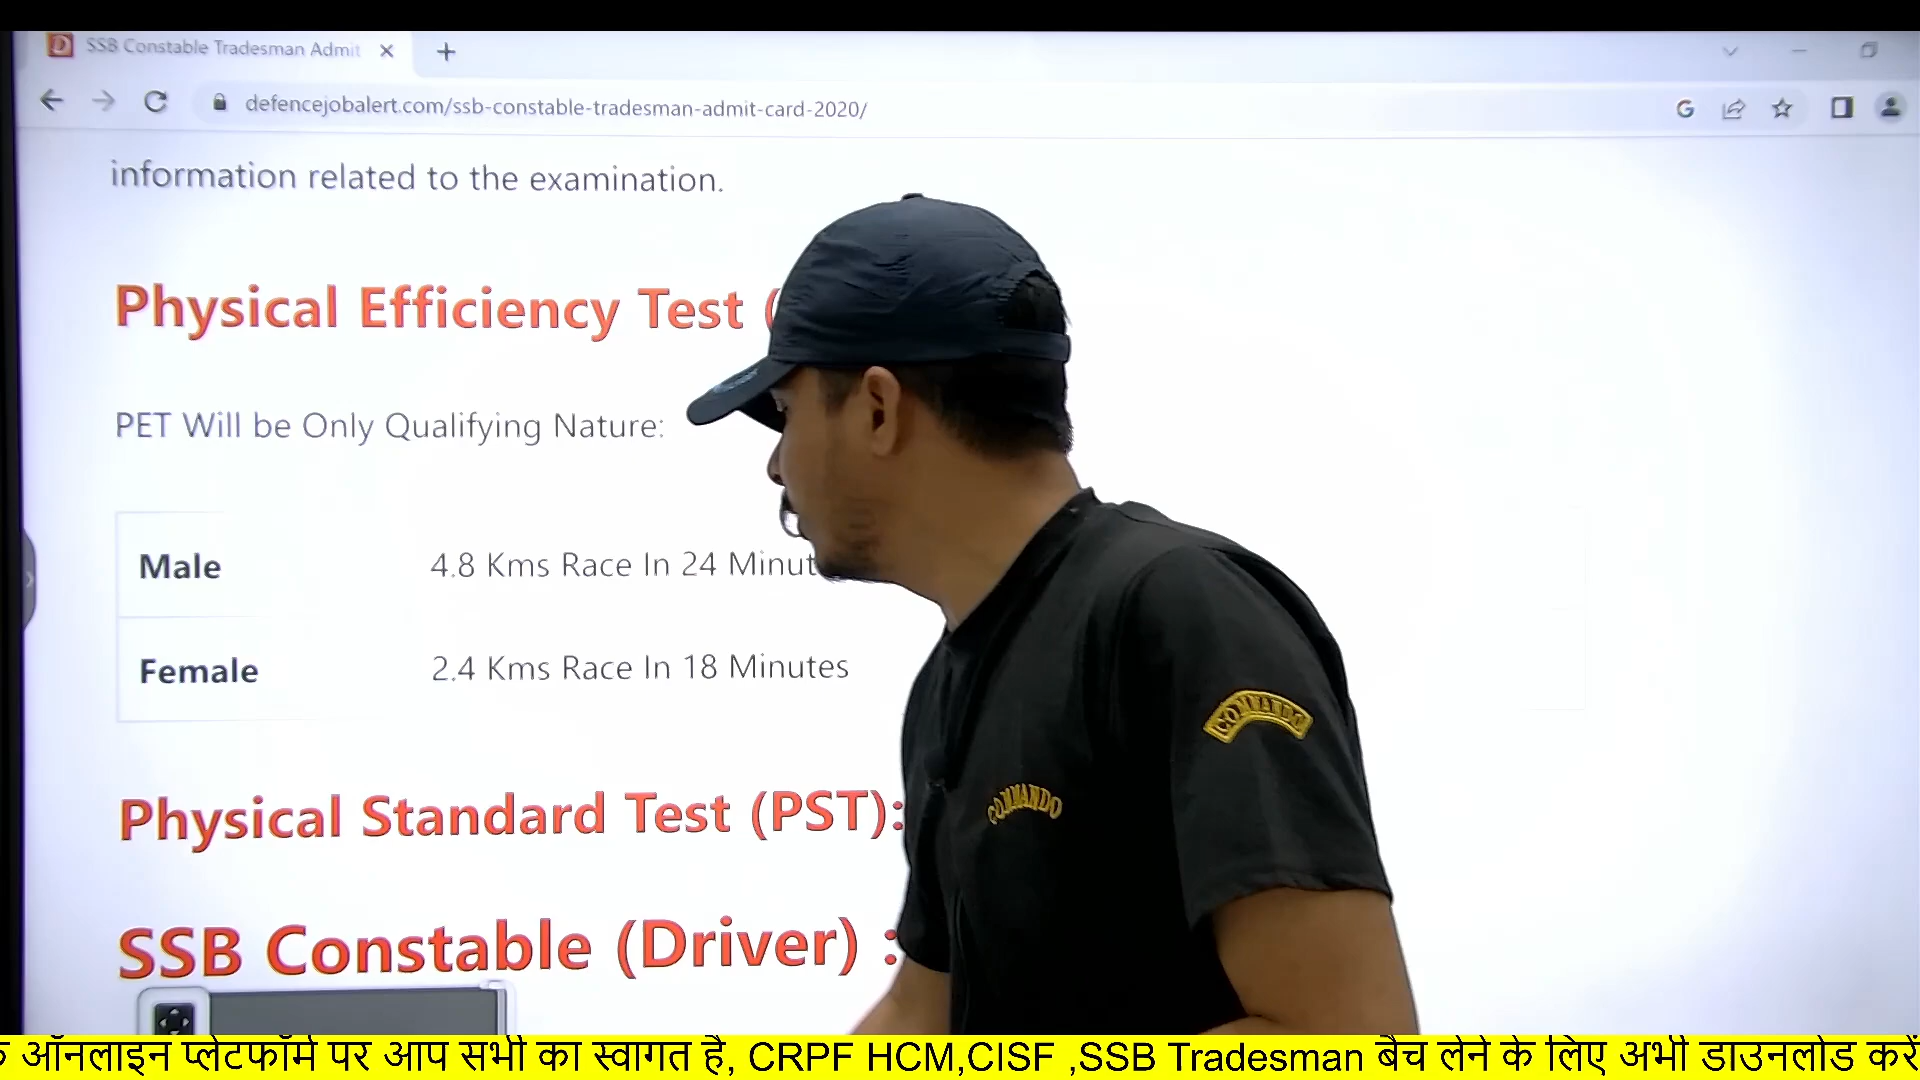 SSB Constable Tradesman Admit
defencejobalert.com/ssb-constable-tradesman-admit-card-2020/
information related to the examination.
Physical Efficiency Test (
PET Will be Only Qualifying Nature:
Male 4.8 Kms Race In 24 Minut
Female 2.4 Kms Race In 18 Minutes
COMMANDO
COMMANDO
Physical Standard Test (PST):
SSB Constable (Driver) :
ऑनलाइन प्लेटफॉर्म पर आप सभी का स्वागत है, CRPF HCM,CISF ,SSB Tradesman बैच लेने के लिए अभी डाउनलोड करें